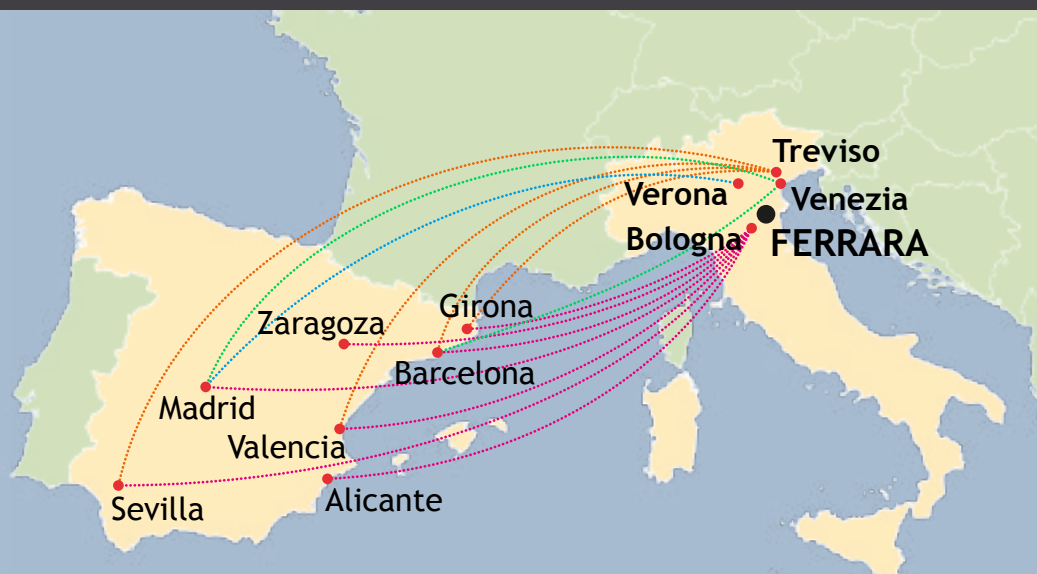 Treviso
Verona
Venezia
Bologna
FERRARA
Girona
Zaragoza
Barcelona
Madrid
Valencia
Alicante
Sevilla